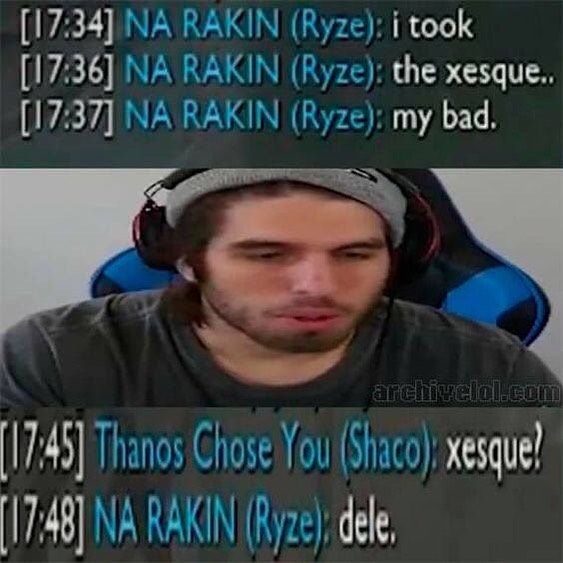 [17:34] NA RAKIN (Ryze): i took
[17:36] NA RAKIN (Ryze): the xesque..
[17:37] NA RAKIN (Ryze): my bad.
archivelol.com
[17:45] Thanos Chose You (Shaco): xesque?
[17:48] NA RAKIN (Ryze): dele.